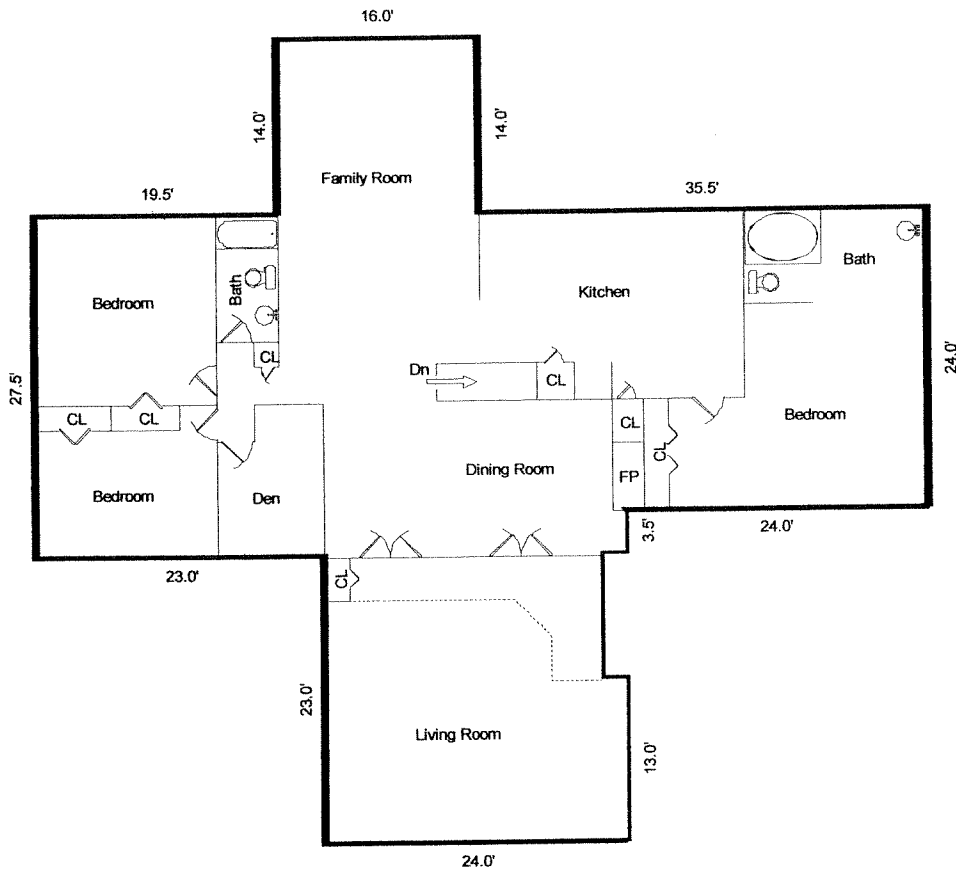 16.0'
14.0'
14.0'
Family Room
19.5'
35.5'
Bedroom
Bath
Kitchen
Bath
CL
Dn
CL
27.5'
24.0'
CL
CL
CL
CL
Bedroom
Bedroom
Den
Dining Room
FP
3.5'
24.0'
23.0'
CL
23.0'
Living Room
13.0'
24.0'